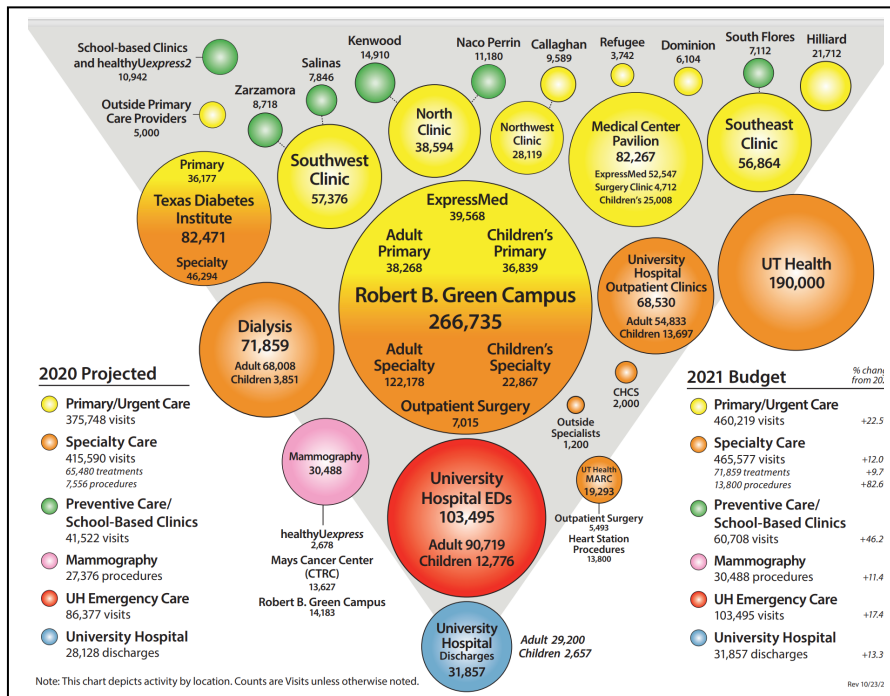 School-based Clinics
and healthyUexpress2
10,942
Outside Primary
Care Providers
5,000
Zarzamora
8,718
Salinas
7,846
Kenwood
14,910
Naco Perrin
11,180
Callaghan
9,589
Refugee
3,742
Dominion
6,104
South Flores
7,112
Hilliard
21,712
Southwest
Clinic
57,376
North
Clinic
38,594
Northwest
Clinic
28,119
Medical Center
Pavilion
82,267
ExpressMed 52,547
Surgery Clinic 4,712
Children's 25,008
Southeast
Clinic
56,864
Primary
36,177
Texas Diabetes
Institute
82,471
Specialty
46,294
ExpressMed
39,568
Adult
Primary
38,268
Children's
Primary
36,839
Robert B. Green Campus
266,735
Adult
Specialty
122,178
Children's
Specialty
22,867
Outpatient Surgery
7,015
University
Hospital
Outpatient Clinics
68,530
Adult 54,833
Children 13,697
UT Health
190,000
Dialysis
71,859
Adult 68,008
Children 3,851
CHCS
2,000
Outside
Specialists
1,200
Mammography
30,488
healthyUexpress
2,678
Mays Cancer Center
(CTRC)
13,627
Robert B. Green Campus
14,183
University
Hospital EDs
103,495
Adult 90,719
Children 12,776
UT Health
MARC
19,293
Outpatient Surgery
5,493
Heart Station
Procedures
13,800
University
Hospital
Discharges
31,857
Adult 29,200
Children 2,657
2020 Projected
Primary/Urgent Care
375,748 visits
Specialty Care
415,590 visits
65,480 treatments
7,556 procedures
Preventive Care/
School-Based Clinics
41,522 visits
Mammography
27,376 procedures
UH Emergency Care
86,377 visits
University Hospital
28,128 discharges
2021 Budget
% chang
from 202
Primary/Urgent Care
460,219 visits +22.5
Specialty Care
465,577 visits +12.0
71,859 treatments +9.7
13,800 procedures +82.6
Preventive Care/
School-Based Clinics
60,708 visits +46.2
Mammography
30,488 procedures +11.4
UH Emergency Care
103,495 visits +17.4
University Hospital
31,857 discharges +13.3
Note: This chart depicts activity by location. Counts are Visits unless otherwise noted.
Rev 10/23/2